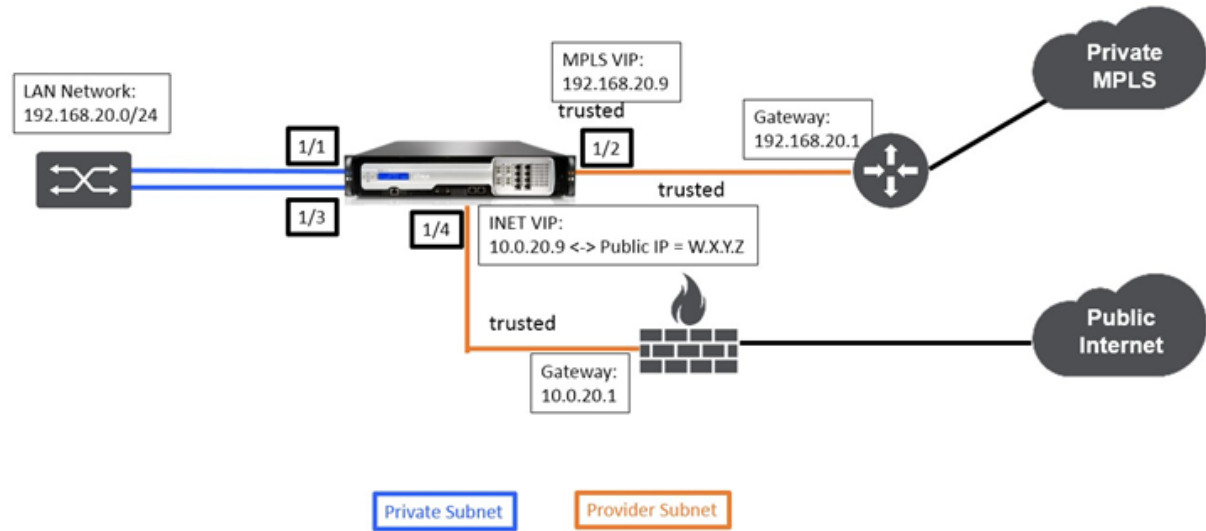 Private
MPLS
MPLS VIP:
192.168.20.9
trusted
LAN Network:
192.168.20.0/24
Gateway:
192.168.20.1
1/1
1/2
trusted
1/3
1/4
INET VIP:
10.0.20.9 <-> Public IP = W.X.Y.Z
trusted
Public
Internet
Gateway:
10.0.20.1
Private Subnet
Provider Subnet